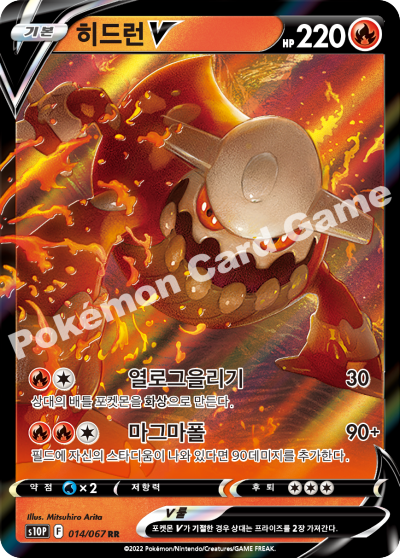 기본 히드런V HP 220
Pokémon Card Game
열로그을리기 30
상대의 배틀 포켓몬을 화상으로 만든다.
마그마폴 90+
필드에 자신의 스타디움이 나와 있다면 90데미지를 추가한다.
약점 ×2 저항력 후퇴
V룰
포켓몬V가 기절한 경우 상대는 프라이즈를 2장 가져간다.
Illus. Mitsuhiro Arita
s10P F 014/067 RR
©2022 Pokémon/Nintendo/Creatures/GAME FREAK.